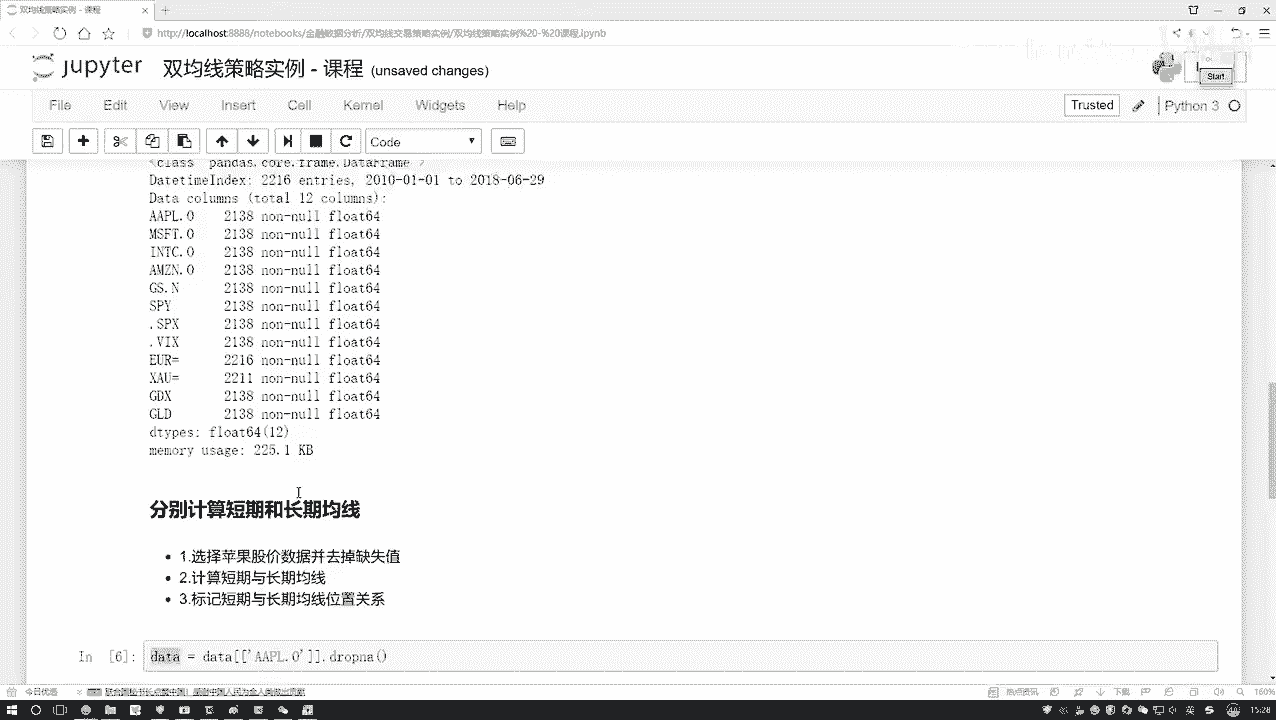 双均线策略实例 - 课程
http://localhost:8888/notebooks/金融数据分析/双均线交易策略实例/双均线策略实例%20-%20课程.ipynb
jupyter 双均线策略实例 - 课程 (unsaved changes)
Start
File Edit View Insert Cell Kernel Widgets Help
Trusted Python 3
Code
<class 'pandas.core.frame.DataFrame'>
DatetimeIndex: 2216 entries, 2010-01-01 to 2018-06-29
Data columns (total 12 columns):
AAPL.O 2138 non-null float64
MSFT.O 2138 non-null float64
INTC.O 2138 non-null float64
AMZN.O 2138 non-null float64
GS.N 2138 non-null float64
SPY 2138 non-null float64
.SPX 2138 non-null float64
.VIX 2138 non-null float64
EUR= 2216 non-null float64
XAU= 2211 non-null float64
GDX 2138 non-null float64
GLD 2138 non-null float64
dtypes: float64(12)
memory usage: 225.1 KB
分别计算短期和长期均线
1.选择苹果股价数据并去掉缺失值
2.计算短期与长期均线
3.标记短期与长期均线位置关系
In [6]: data = data[['AAPL.O']].dropna()
今日优选
热点资讯
下载
160%
英
15:28